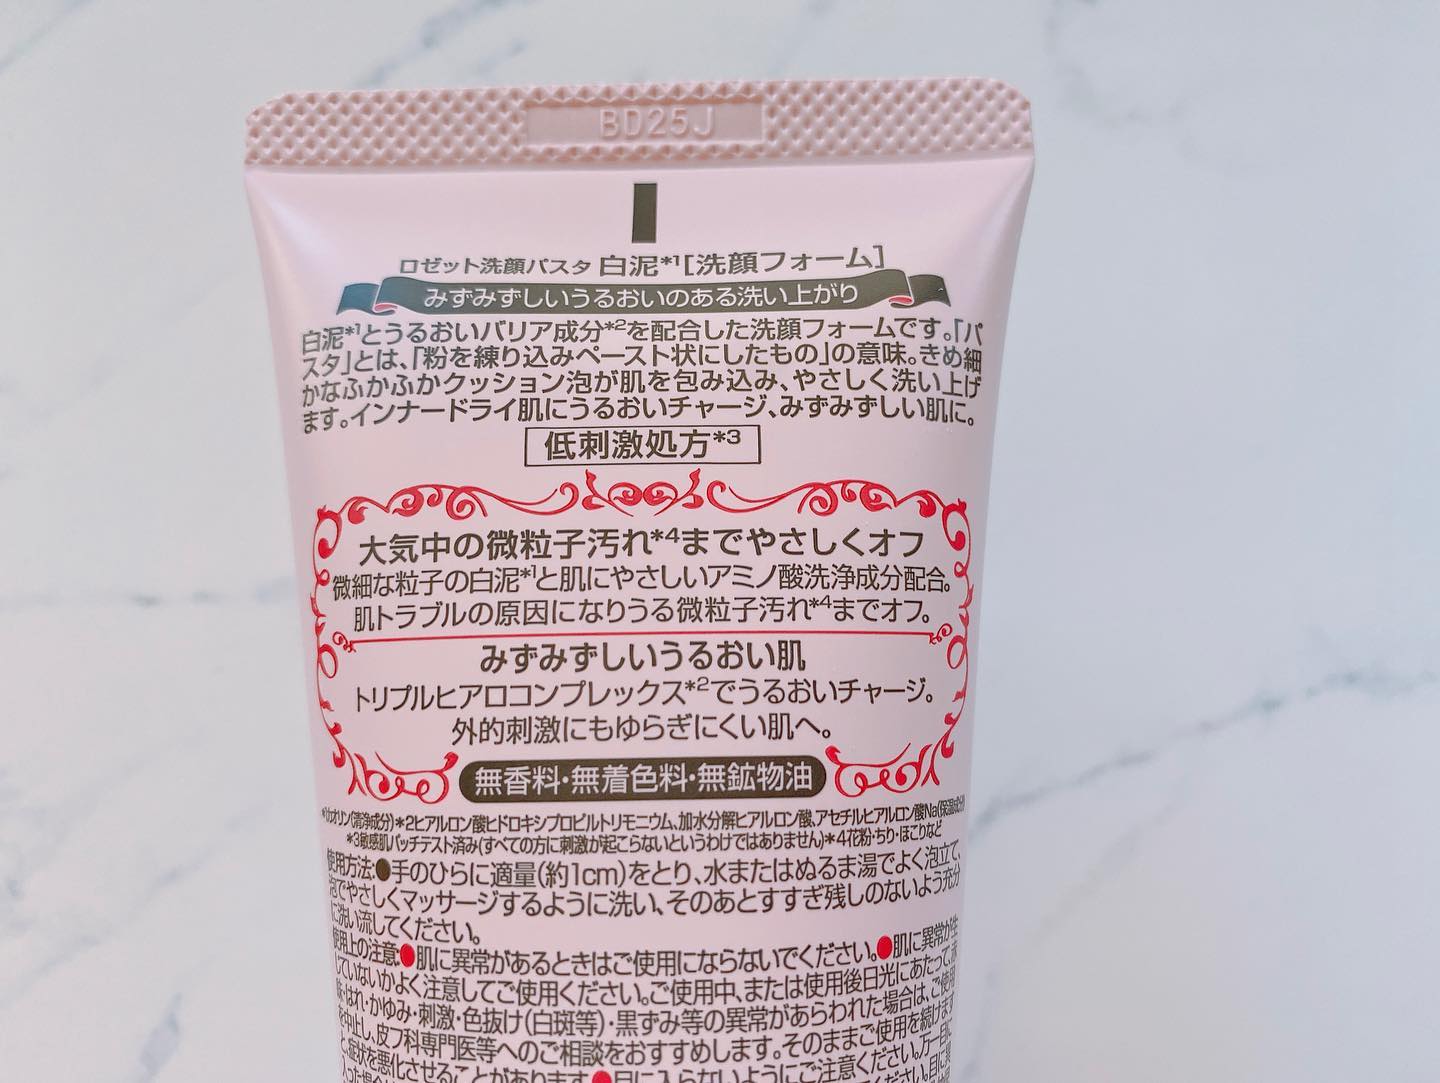 BD25J
ロゼット洗顔パスタ 白泥*1[洗顔フォーム]
みずみずしいうるおいのある洗い上がり
白泥*1とうるおいバリア成分*2を配合した洗顔フォームです。「パ
スタ」とは、「粉を練り込みペースト状にしたもの」の意味。きめ細
かなふかふかクッション泡が肌を包み込み、やさしく洗い上げ
ます。インナードライ肌にうるおいチャージ、みずみずしい肌に。
低刺激処方*3
大気中の微粒子汚れ*4までやさしくオフ
微細な粒子の白泥*1と肌にやさしいアミノ酸洗浄成分配合。
肌トラブルの原因になりうる微粒子汚れ*4までオフ。
みずみずしいうるおい肌
トリプルヒアロコンプレックス*2でうるおいチャージ。
外的刺激にもゆらぎにくい肌へ。
無香料・無着色料・無鉱物油
*1カオリン(清浄成分)*2ヒアルロン酸ヒドロキシプロピルトリモニウム、加水分解ヒアルロン酸、アセチルヒアルロン酸Na(保湿成分)
*3敏感肌パッチテスト済み(すべての方に刺激が起こらないというわけではありません)*4花粉・ちり・ほこりなど
使用方法:●手のひらに適量(約1cm)をとり、水またはぬるま湯でよく泡立て、
泡でやさしくマッサージするように洗い、そのあとすすぎ残しのないよう充分
に洗い流してください。
使用上の注意:●肌に異常があるときはご使用にならないでください。●肌に異常が生
じていないかよく注意してご使用ください。ご使用中、または使用後日光にあたって、赤
味・はれ・かゆみ・刺激・色抜け(白斑等)・黒ずみ等の異常があらわれた場合は、ご使用
を中止し、皮フ科専門医等へのご相談をおすすめします。そのままご使用を続けます
と、症状を悪化させることがあります。●目に入らないようにご注意ください。万一目に